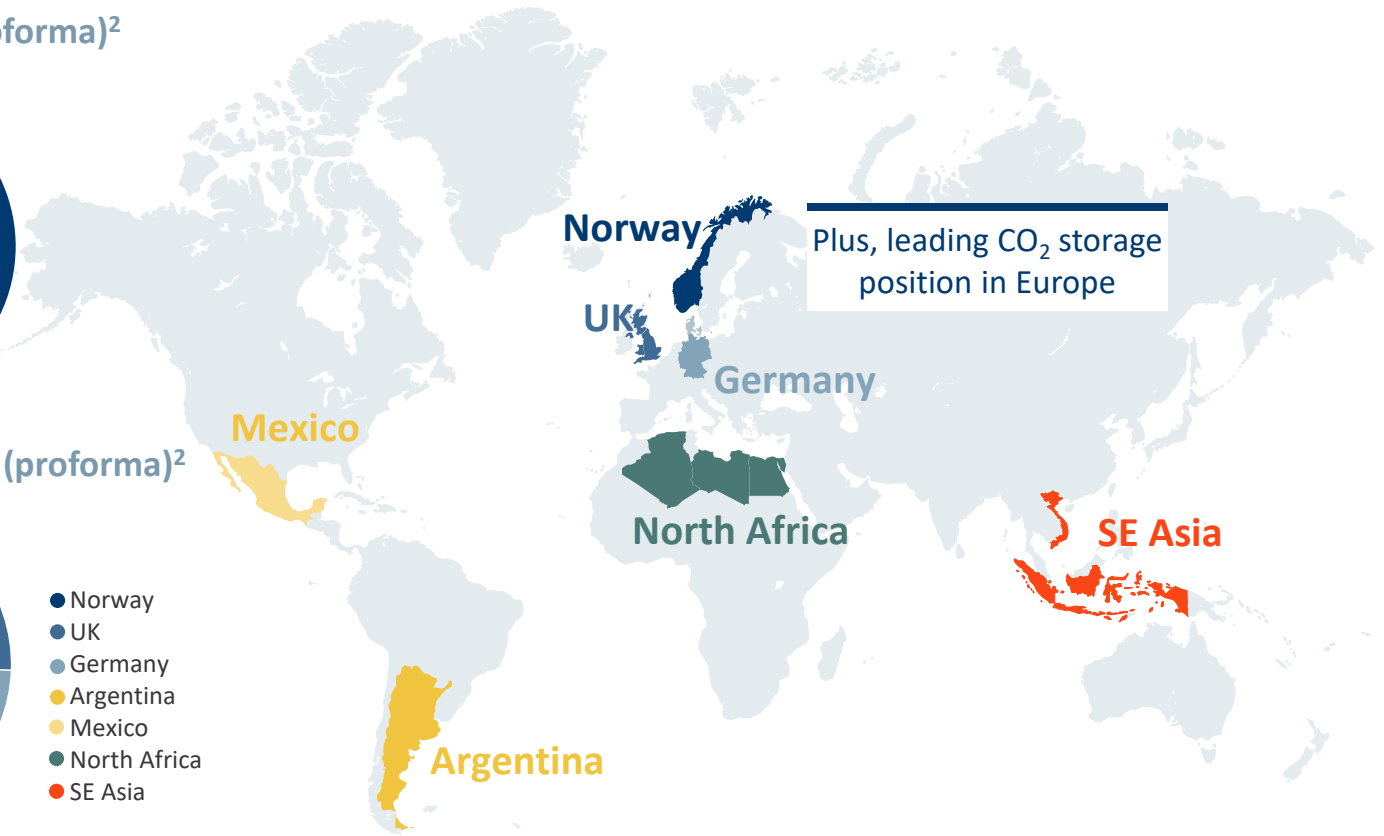 oforma)²
Norway
Plus, leading CO₂ storage
position in Europe
UK
Germany
Mexico
(proforma)²
North Africa
SE Asia
Norway
UK
Germany
Argentina
Mexico
North Africa
SE Asia
Argentina